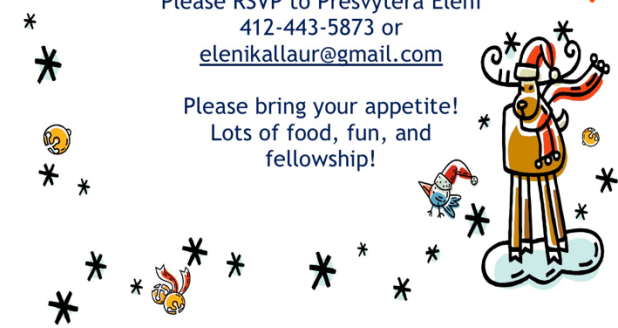 Please RSVP to Presvytera Eleni
412-443-5873 or
elenikallaur@gmail.com
Please bring your appetite!
Lots of food, fun, and
fellowship!